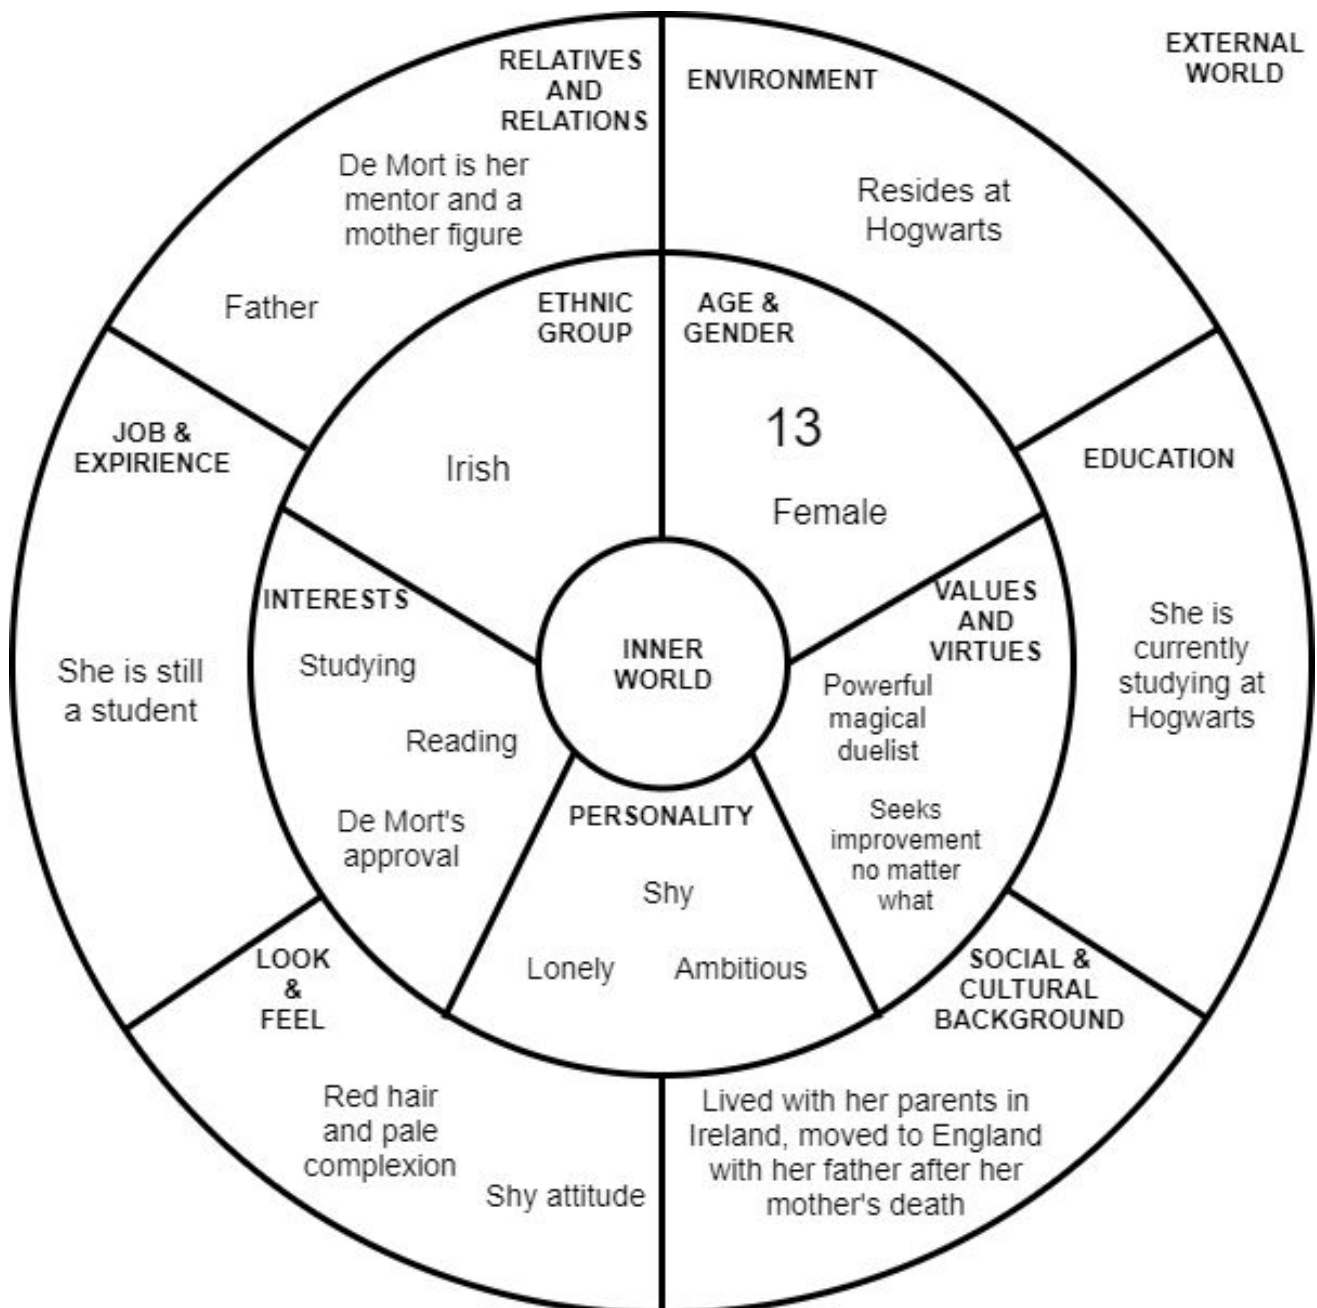 EXTERNAL
WORLD
RELATIVES
AND
RELATIONS
De Mort is her
mentor and a
mother figure
Father
ENVIRONMENT
Resides at
Hogwarts
ETHNIC
GROUP
Irish
AGE &
GENDER
13
Female
JOB &
EXPIRIENCE
She is still
a student
EDUCATION
She is
currently
studying at
Hogwarts
INTERESTS
Studying
Reading
De Mort's
approval
INNER
WORLD
VALUES
AND
VIRTUES
Powerful
magical
duelist
Seeks
improvement
no matter
what
PERSONALITY
Shy
Lonely
Ambitious
LOOK
&
FEEL
Red hair
and pale
complexion
Shy attitude
SOCIAL &
CULTURAL
BACKGROUND
Lived with her parents in
Ireland, moved to England
with her father after her
mother's death